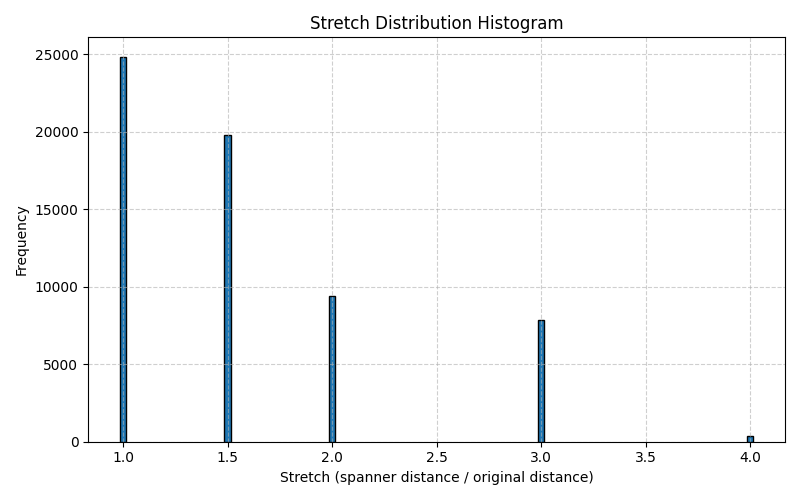 Stretch Distribution Histogram
25000
20000
15000
10000
5000
0
Frequency
1.0 1.5 2.0 2.5 3.0 3.5 4.0
Stretch (spanner distance / original distance)